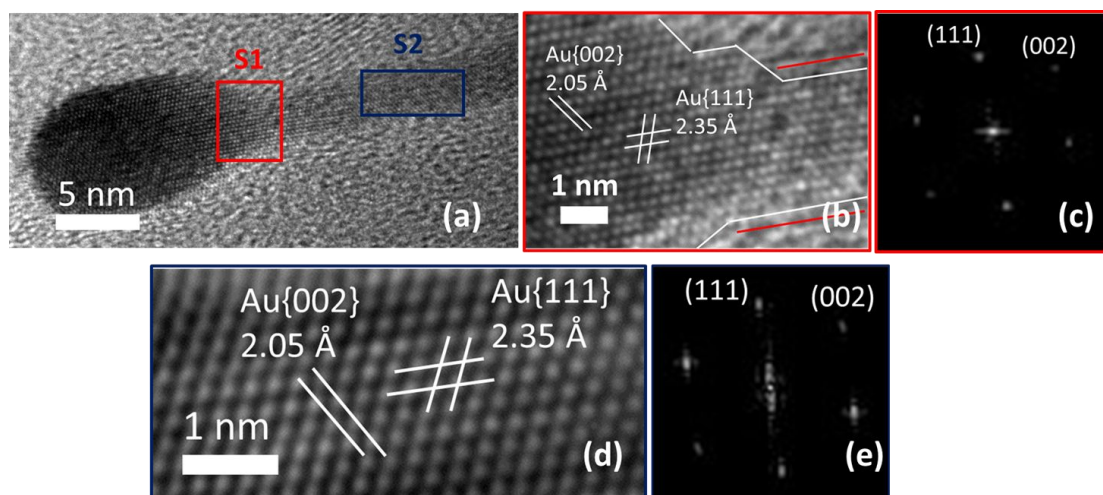 S1
S2
5 nm
(a)
Au{002}
2.05 Å
Au{111}
2.35 Å
1 nm
(b)
(111)
(002)
(c)
Au{002}
2.05 Å
Au{111}
2.35 Å
1 nm
(d)
(111)
(002)
(e)